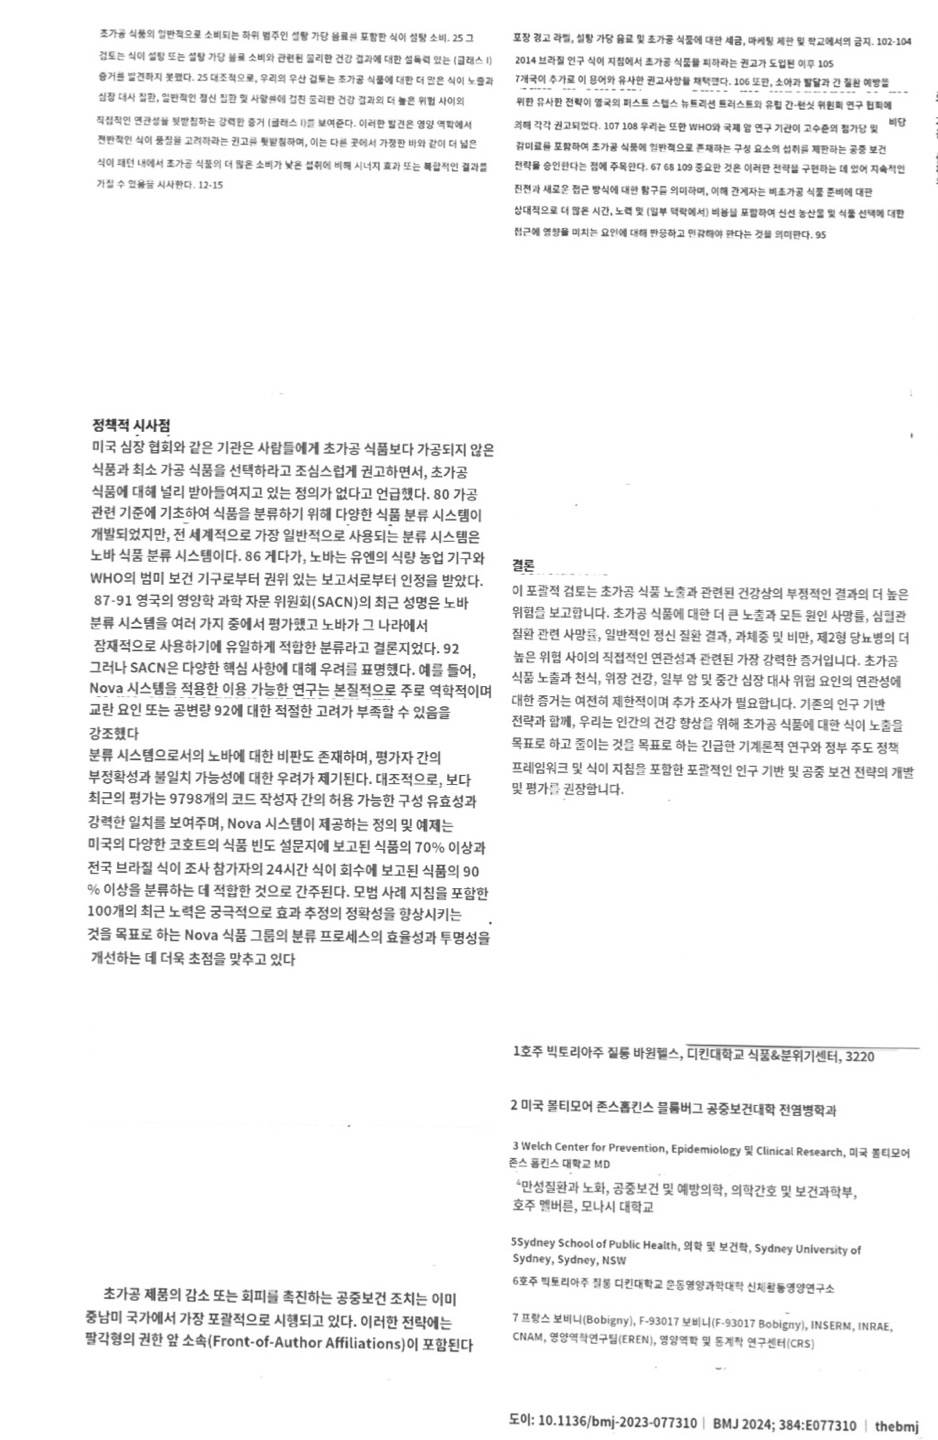 초가공 식품의 일반적으로 소비되는 하위 범주인 설탕 가당 음료를 포함한 식이 설탕 소비. 25 그
검토는 식이 설탕 또는 설탕 가당 음료 소비와 관련된 물리한 건강 결과에 대한 설득력 있는 (클래스 I)
증거를 발견하지 못했다. 25 대조적으로, 우리의 우산 검토는 초가공 식품에 대한 더 많은 식이 노출과
심장 대사 질환, 일반적인 정신 질환 및 사망률에 걸친 물리한 건강 결과의 더 높은 위험 사이의
직접적인 연관성을 뒷받침하는 강력한 증거 (클래스 I)를 보여준다. 이러한 발견은 영양 역학에서
전반적인 식이 품질을 고려하라는 권고를 뒷받침하며, 이는 다른 곳에서 가정한 바와 같이 더 넓은
식이 패턴 내에서 초가공 식품의 더 많은 소비가 낮은 섭취에 비해 시너지 효과 또는 복합적인 결과를
가질 수 있음을 시사한다. 12-15
정책적 시사점
미국 심장 협회와 같은 기관은 사람들에게 초가공 식품보다 가공되지 않은
식품과 최소 가공 식품을 선택하라고 조심스럽게 권고하면서, 초가공
식품에 대해 널리 받아들여지고 있는 정의가 없다고 언급했다. 80 가공
관련 기준에 기초하여 식품을 분류하기 위해 다양한 식품 분류 시스템이
개발되었지만, 전 세계적으로 가장 일반적으로 사용되는 분류 시스템은
노바 식품 분류 시스템이다. 86 게다가, 노바는 유엔의 식량 농업 기구와
WHO의 범미 보건 기구로부터 권위 있는 보고서로부터 인정을 받았다.
87-91 영국의 영양학 과학 자문 위원회(SACN)의 최근 성명은 노바
분류 시스템을 여러 가지 중에서 평가했고 노바가 그 나라에서
잠재적으로 사용하기에 유일하게 적합한 분류라고 결론지었다. 92
그러나 SACN은 다양한 핵심 사항에 대해 우려를 표명했다. 예를 들어,
Nova 시스템을 적용한 이용 가능한 연구는 본질적으로 주로 역학적이며
교란 요인 또는 공변량 92에 대한 적절한 고려가 부족할 수 있음을
강조했다
분류 시스템으로서의 노바에 대한 비판도 존재하며, 평가자 간의
부정확성과 불일치 가능성에 대한 우려가 제기된다. 대조적으로, 보다
최근의 평가는 9798개의 코드 작성자 간의 허용 가능한 구성 유효성과
강력한 일치를 보여주며, Nova 시스템이 제공하는 정의 및 예제는
미국의 다양한 코호트의 식품 빈도 설문지에 보고된 식품의 70% 이상과
전국 브라질 식이 조사 참가자의 24시간 식이 회수에 보고된 식품의 90
% 이상을 분류하는 데 적합한 것으로 간주된다. 모범 사례 지침을 포함한
100개의 최근 노력은 궁극적으로 효과 추정의 정확성을 향상시키는
것을 목표로 하는 Nova 식품 그룹의 분류 프로세스의 효율성과 투명성을
개선하는 데 더욱 초점을 맞추고 있다
초가공 제품의 감소 또는 회피를 촉진하는 공중보건 조치는 이미
중남미 국가에서 가장 포괄적으로 시행되고 있다. 이러한 전략에는
팔각형의 권한 앞 소속(Front-of-Author Affiliations)이 포함된다
포장 경고 라벨, 설탕 가당 음료 및 초가공 식품에 대한 세금, 마케팅 제한 및 학교에서의 금지. 102-104
2014 브라질 인구 식이 지침에서 초가공 식품을 피하라는 권고가 도입된 이후 105
7개국이 추가로 이 용어와 유사한 권고사항을 채택했다. 106 또한, 소아과 발달과 간 질환 예방을
위한 유사한 전략이 영국의 퍼스트 스텝스 뉴트리션 트러스트와 유럽 간-런싯 위원회 연구 협회에
의해 각각 권고되었다. 107 108 우리는 또한 WHO와 국제 암 연구 기관이 고수준의 첨가당 및 비당
감미료를 포함하여 초가공 식품에 일반적으로 존재하는 구성 요소의 섭취를 제한하는 공중 보건
전략을 승인한다는 점에 주목한다. 67 68 109 중요한 것은 이러한 전략을 구현하는 데 있어 지속적인
진전과 새로운 접근 방식에 대한 탐구를 의미하며, 이해 관계자는 비초가공 식품 준비에 대한
상대적으로 더 많은 시간, 노력 및 (일부 맥락에서) 비용을 포함하여 신선 농산물 및 식품 선택에 대한
접근에 영향을 미치는 요인에 대해 반응하고 민감해야 한다는 것을 의미한다. 95
결론
이 포괄적 검토는 초가공 식품 노출과 관련된 건강상의 부정적인 결과의 더 높은
위험을 보고합니다. 초가공 식품에 대한 더 큰 노출과 모든 원인 사망률, 심혈관
질환 관련 사망률, 일반적인 정신 질환 결과, 과체중 및 비만, 제2형 당뇨병의 더
높은 위험 사이의 직접적인 연관성과 관련된 가장 강력한 증거입니다. 초가공
식품 노출과 천식, 위장 건강, 일부 암 및 중간 심장 대사 위험 요인의 연관성에
대한 증거는 여전히 제한적이며 추가 조사가 필요합니다. 기존의 인구 기반
전략과 함께, 우리는 인간의 건강 향상을 위해 초가공 식품에 대한 식이 노출을
목표로 하고 줄이는 것을 목표로 하는 긴급한 기계론적 연구와 정부 주도 정책
프레임워크 및 식이 지침을 포함한 포괄적인 인구 기반 및 공중 보건 전략의 개발
및 평가를 권장합니다.
1호주 빅토리아주 질롱 바원헬스, 디킨대학교 식품&분위기센터, 3220
2 미국 볼티모어 존스홉킨스 블룸버그 공중보건대학 전염병학과
3 Welch Center for Prevention, Epidemiology 및 Clinical Research, 미국 볼티모어
존스 홉킨스 대학교 MD
4만성질환과 노화, 공중보건 및 예방의학, 의학간호 및 보건과학부,
호주 멜버른, 모나시 대학교
5Sydney School of Public Health, 의학 및 보건학, Sydney University of
Sydney, Sydney, NSW
6호주 빅토리아주 질롱 디킨대학교 운동영양과학대학 신체활동영양연구소
7 프랑스 보비니(Bobigny), F-93017 보비니(F-93017 Bobigny), INSERM, INRAE,
CNAM, 영양역학연구팀(EREN), 영양역학 및 통계학 연구센터(CRS)
도이: 10.1136/bmj-2023-077310 | BMJ 2024; 384:E077310 | thebmj